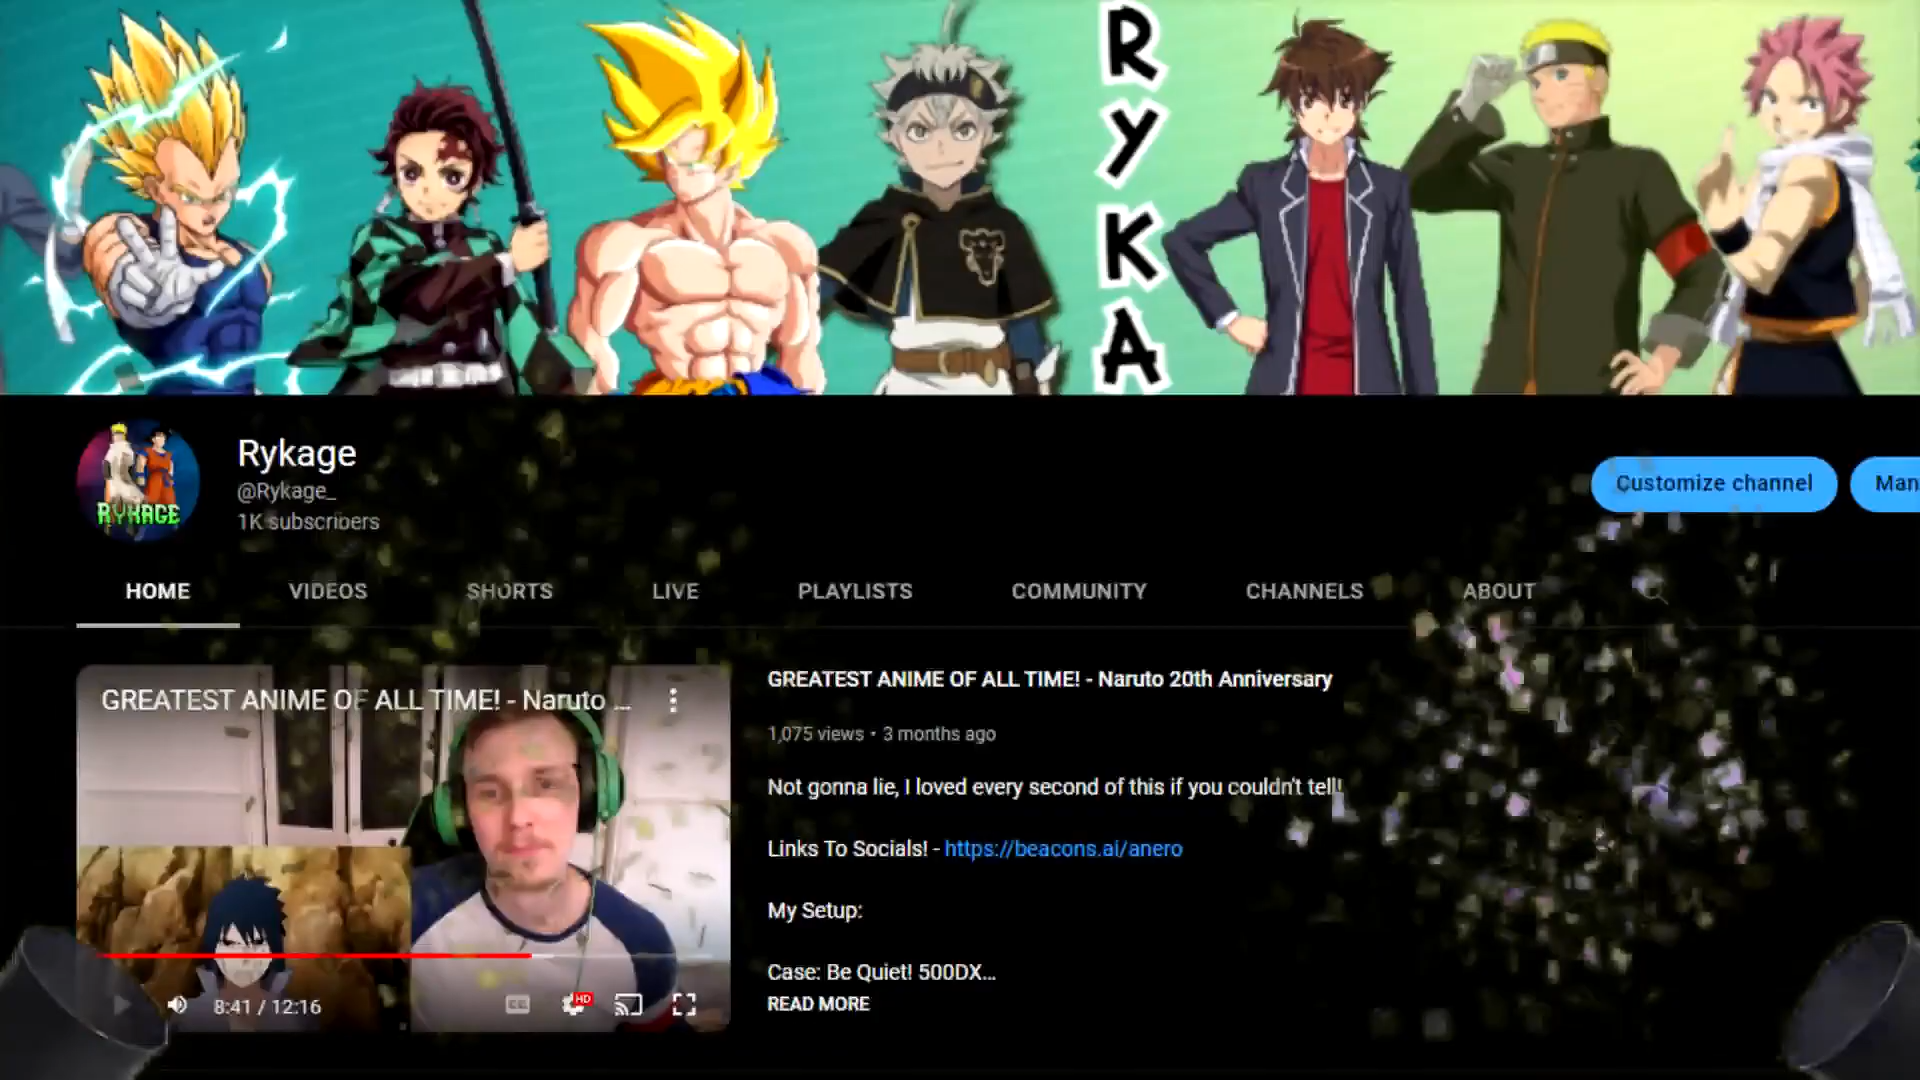 RYKA
RYKAGE
Rykage
@Rykage_
1K subscribers
Customize channel
Man
HOME
VIDEOS
SHORTS
LIVE
PLAYLISTS
COMMUNITY
CHANNELS
ABOUT
GREATEST ANIME OF ALL TIME! - Naruto ...
8:41 / 12:16
CC
HD
GREATEST ANIME OF ALL TIME! - Naruto 20th Anniversary
1,075 views • 3 months ago
Not gonna lie, I loved every second of this if you couldn't tell!
Links To Socials! - https://beacons.ai/anero
My Setup:
Case: Be Quiet! 500DX...
READ MORE